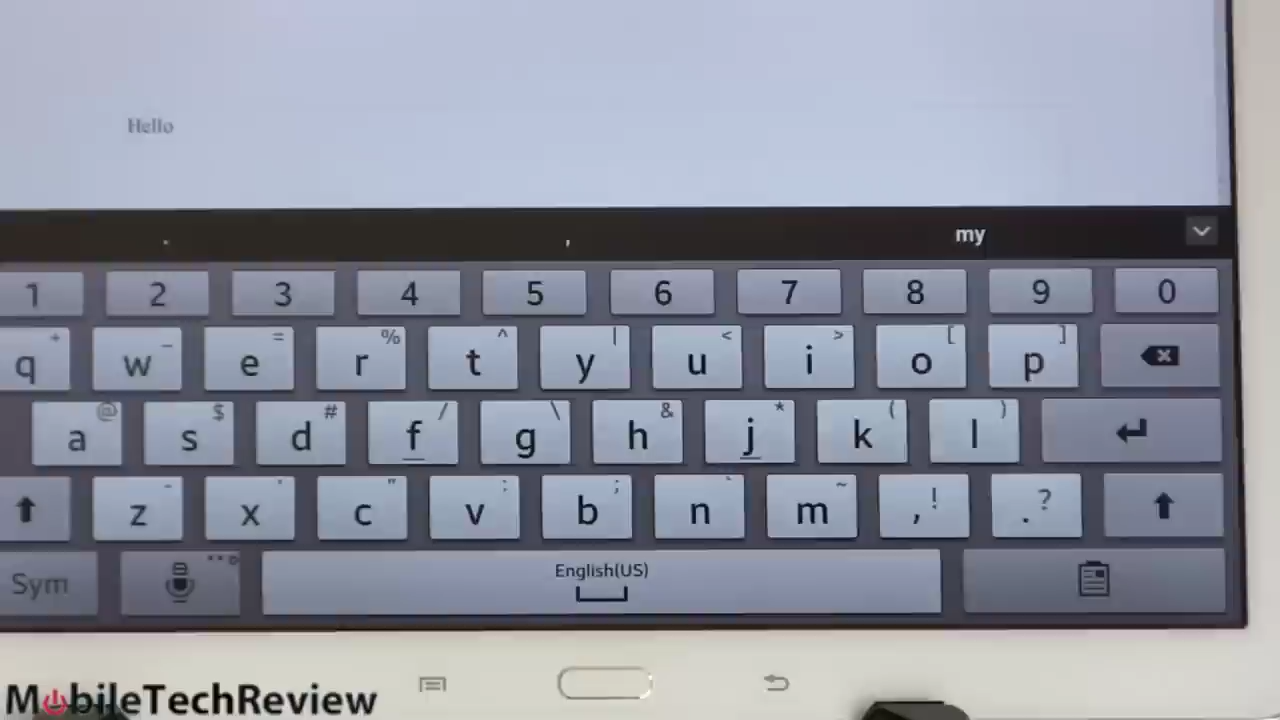 Hello
. , my
1 2 3 4 5 6 7 8 9 0
q + w _ e = r % t ^ y | u < i > o [ p ]
a @ s $ d # f / g \ h & j * k ( l )
z - x ' c " v : b ; n ` m ~ , ! . ?
Sym English(US)
MobileTechReview